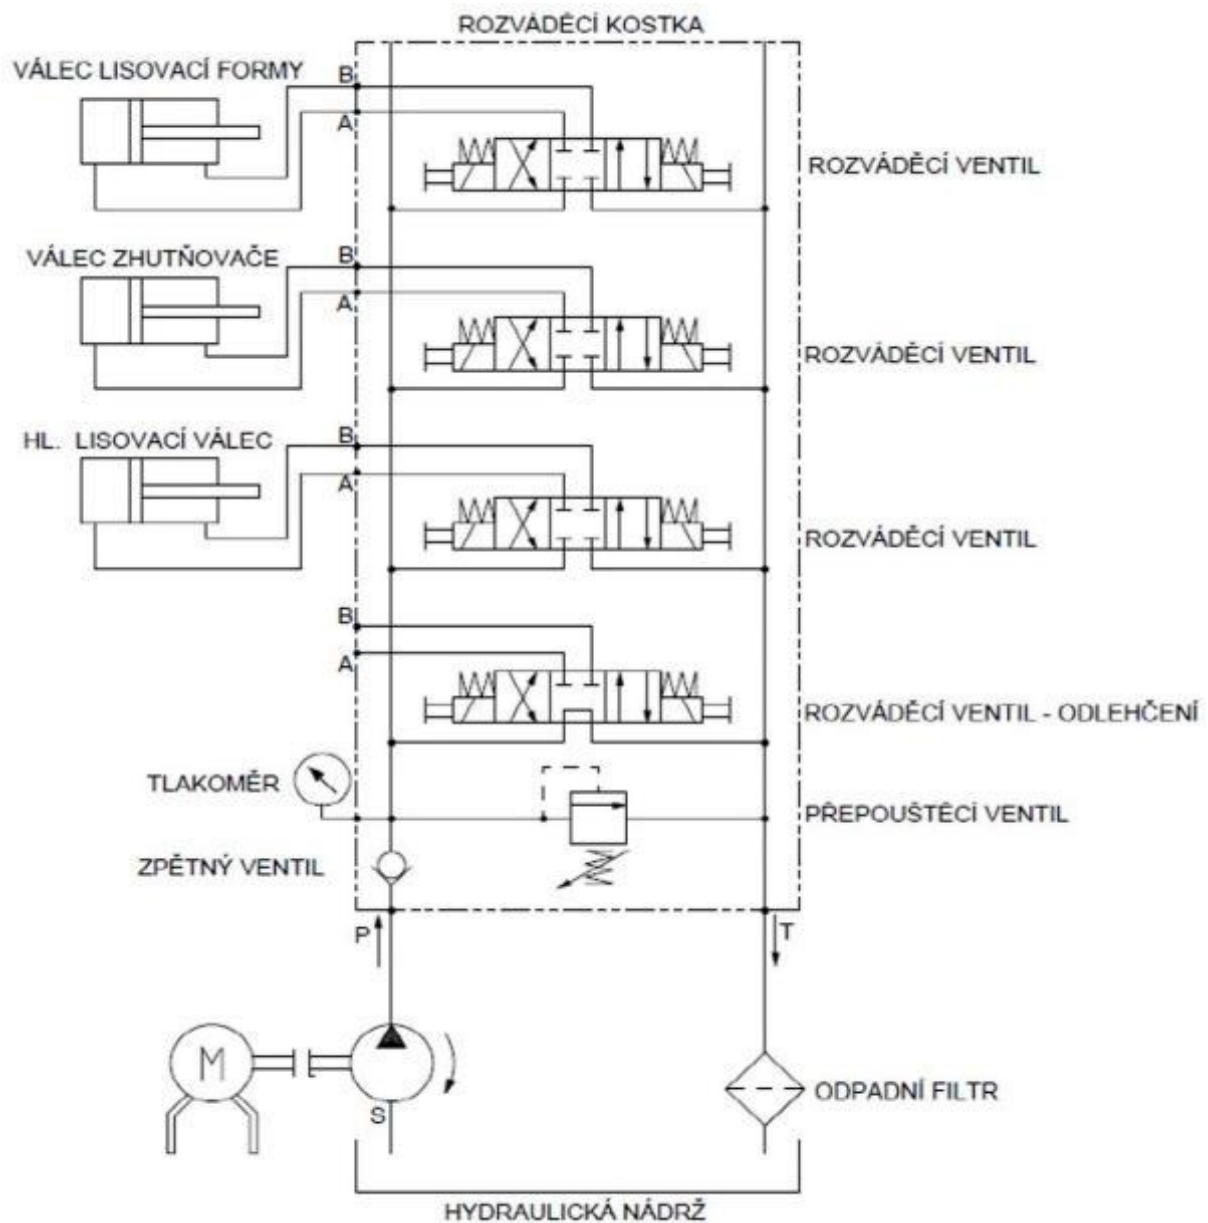 ROZVÁDĚCÍ KOSTKA
VÁLEC LISOVACÍ FORMY
B
A
ROZVÁDĚCÍ VENTIL
VÁLEC ZHUTŇOVAČE
B
A
ROZVÁDĚCÍ VENTIL
HL. LISOVACÍ VÁLEC
B
A
ROZVÁDĚCÍ VENTIL
B
A
ROZVÁDĚCÍ VENTIL - ODLEHČENÍ
TLAKOMĚR
PŘEPOUŠTĚCÍ VENTIL
ZPĚTNÝ VENTIL
P
T
M
S
ODPADNÍ FILTR
HYDRAULICKÁ NÁDRŽ